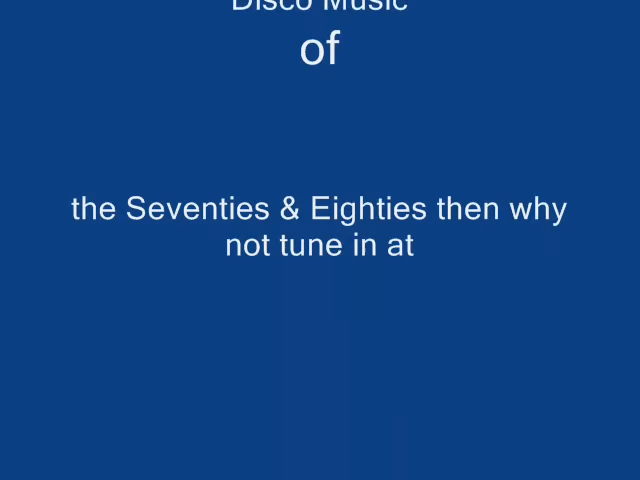 Disco Music
of
the Seventies & Eighties then why
not tune in at